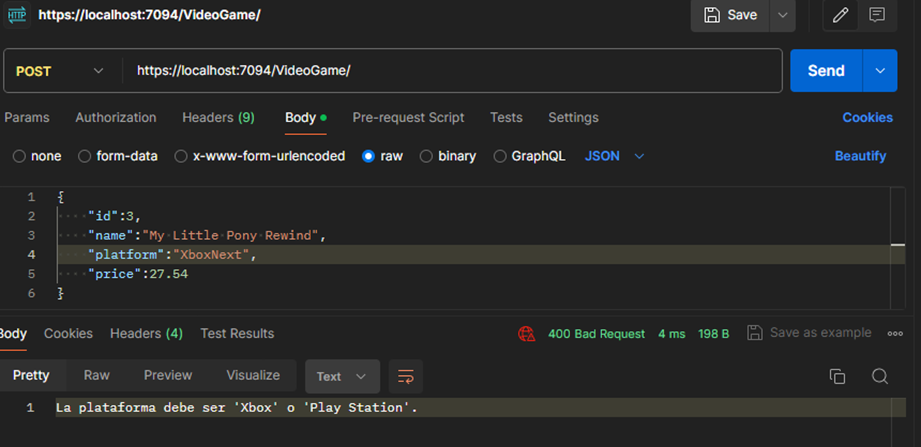 HTTP https://localhost:7094/VideoGame/ Save
POST https://localhost:7094/VideoGame/ Send
Params Authorization Headers (9) Body Pre-request Script Tests Settings Cookies
none form-data x-www-form-urlencoded raw binary GraphQL JSON Beautify
1 {
2 "id":3,
3 "name":"My Little Pony Rewind",
4 "platform":"XboxNext",
5 "price":27.54
6 }
Body Cookies Headers (4) Test Results 400 Bad Request 4 ms 198 B Save as example
Pretty Raw Preview Visualize Text
1 La plataforma debe ser 'Xbox' o 'Play Station'.